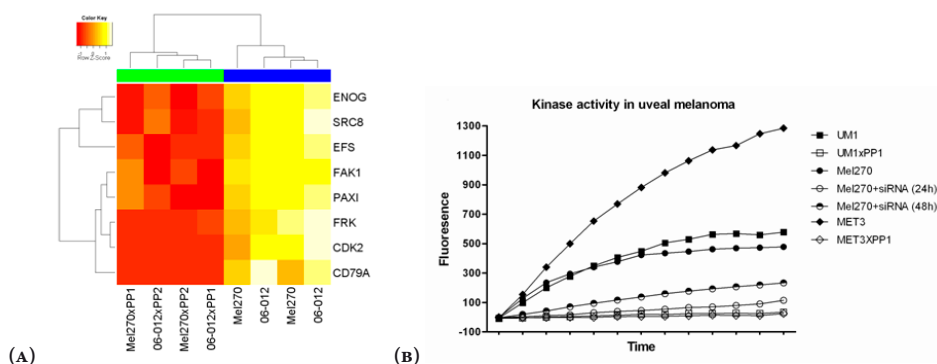 Color Key
Row Z-Score
ENOG
SRC8
EFS
FAK1
PAXI
FRK
CDK2
CD79A
Mel270xPP1
06-012xPP2
Mel270xPP2
06-012xPP1
Mel270
06-012
Mel270
06-012
(A)
Kinase activity in uveal melanoma
Fluoresence
1300
1100
900
700
500
300
100
-100
Time
UM1
UM1xPP1
Mel270
Mel270+siRNA (24h)
Mel270+siRNA (48h)
MET3
MET3XPP1
(B)